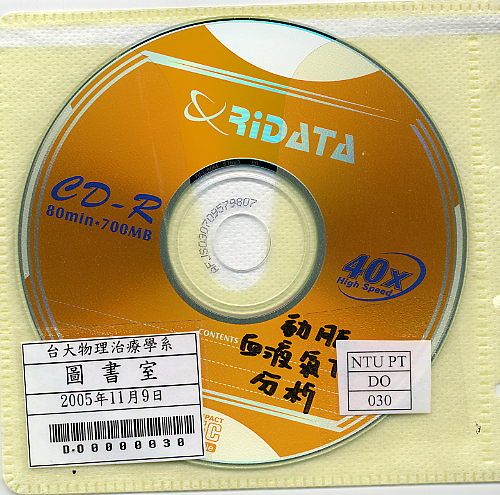 RiDATA
CD-R
80min•700MB
AFJS030709579807
40x
High Speed
CONTENTS
動脈
血液氣
分析
台大物理治療學系
圖書室
2005年11月9日
D-00000030
NTU PT
DO
030